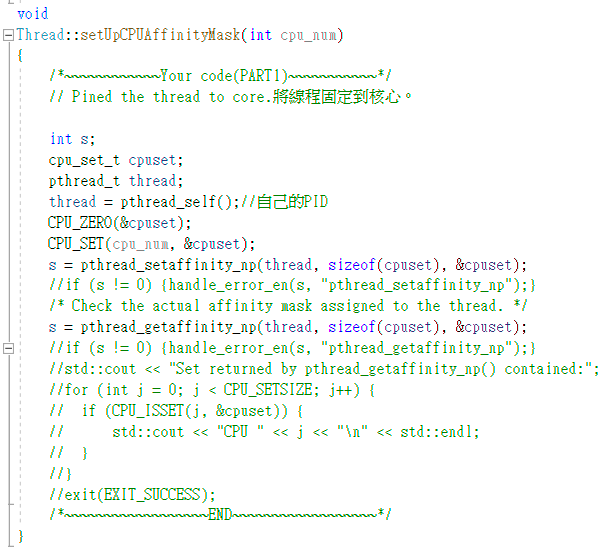 void
Thread::setUpCPUAffinityMask(int cpu_num)
{
/*~~~~~~~~~~~~Your code(PART1)~~~~~~~~~~~*/
// Pined the thread to core.將線程固定到核心。
int s;
cpu_set_t cpuset;
pthread_t thread;
thread = pthread_self();//自己的PID
CPU_ZERO(&cpuset);
CPU_SET(cpu_num, &cpuset);
s = pthread_setaffinity_np(thread, sizeof(cpuset), &cpuset);
//if (s != 0) {handle_error_en(s, "pthread_setaffinity_np");}
/* Check the actual affinity mask assigned to the thread. */
s = pthread_getaffinity_np(thread, sizeof(cpuset), &cpuset);
//if (s != 0) {handle_error_en(s, "pthread_getaffinity_np");}
//std::cout << "Set returned by pthread_getaffinity_np() contained:";
//for (int j = 0; j < CPU_SETSIZE; j++) {
//  if (CPU_ISSET(j, &cpuset)) {
//      std::cout << "CPU " << j << "\n" << std::endl;
//  }
//}
//exit(EXIT_SUCCESS);
/*~~~~~~~~~~~~~~~~~~END~~~~~~~~~~~~~~~~~~*/
}